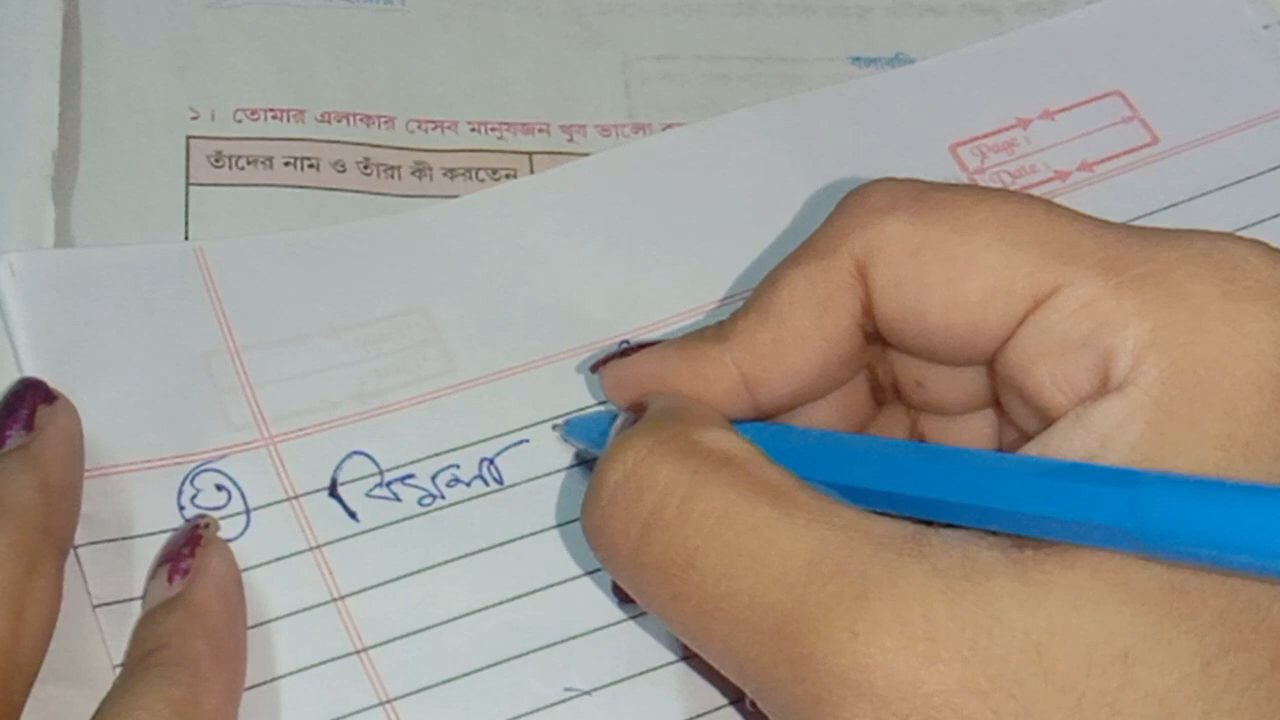 ১। তোমার এলাকার যেসব মানুষজন খুব ভালো
তাঁদের নাম ও তাঁরা কী করতেন
Page :
Date :
৩ বিমলা